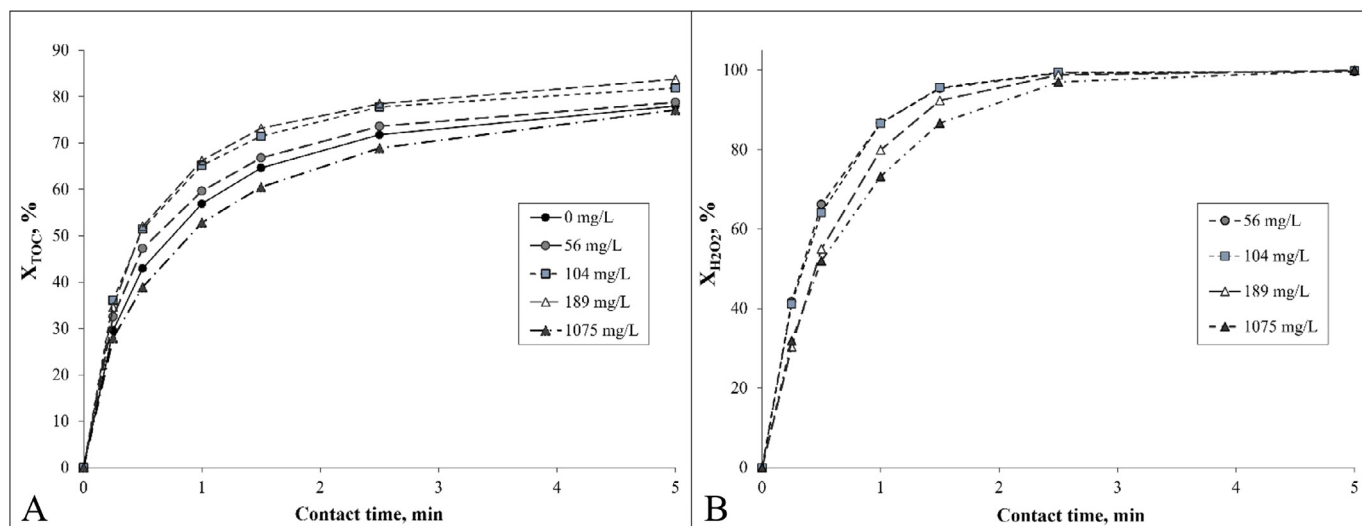 90
80
70
60
50
40
30
20
10
0
X_TOC, %
0 1 2 3 4 5
Contact time, min
0 mg/L
56 mg/L
104 mg/L
189 mg/L
1075 mg/L
A
100
80
60
40
20
0
X_H2O2, %
0 1 2 3 4 5
Contact time, min
56 mg/L
104 mg/L
189 mg/L
1075 mg/L
B